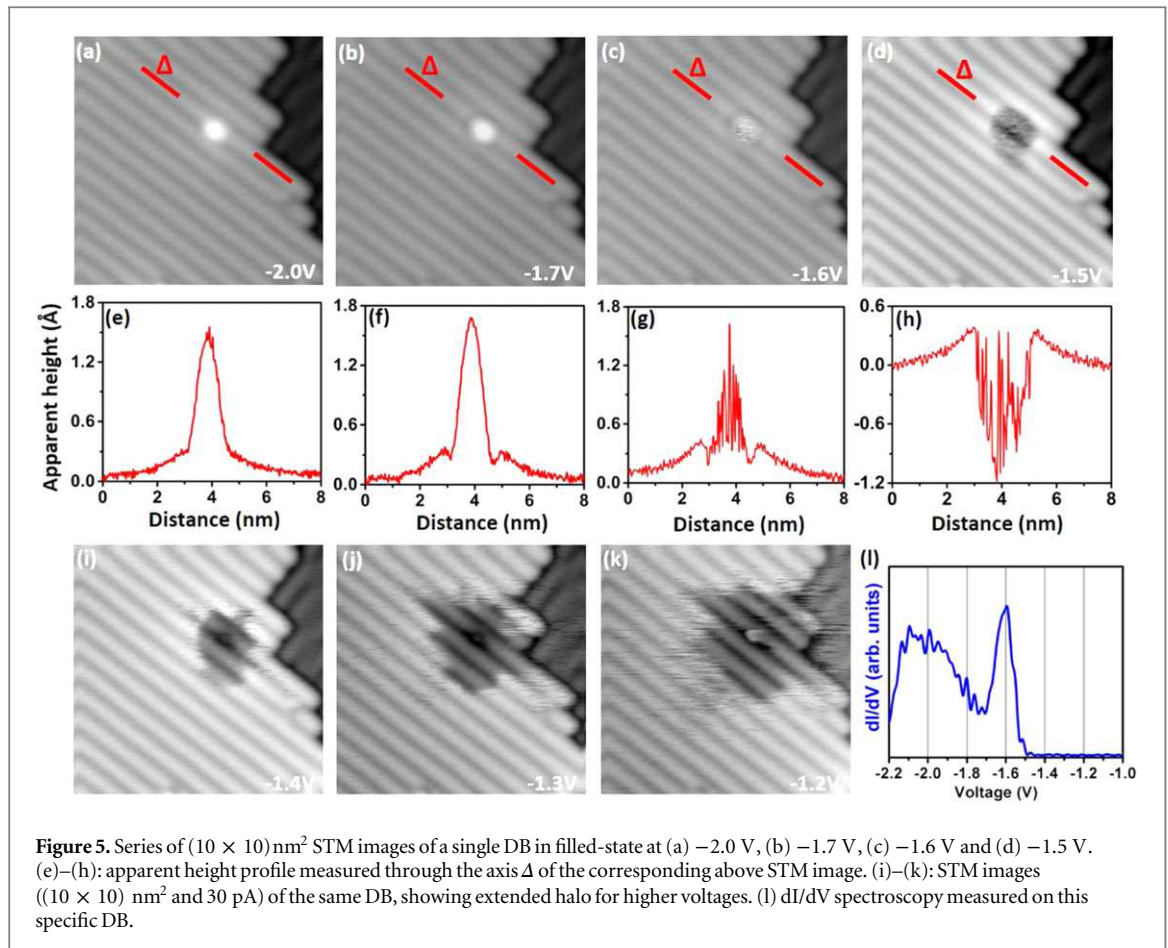 (a)
Δ
-2.0V
(b)
Δ
-1.7V
(c)
Δ
-1.6V
(d)
Δ
-1.5V
Apparent height (Å)
1.8
1.2
0.6
0.0
(e)
0 2 4 6 8
Distance (nm)
1.8
1.2
0.6
0.0
(f)
0 2 4 6 8
Distance (nm)
1.8
1.2
0.6
0.0
(g)
0 2 4 6 8
Distance (nm)
0.6
0.0
-0.6
-1.2
(h)
0 2 4 6 8
Distance (nm)
(i)
-1.4V
(j)
-1.3V
(k)
-1.2V
(l)
dI/dV (arb. units)
-2.2 -2.0 -1.8 -1.6 -1.4 -1.2 -1.0
Voltage (V)
Figure 5. Series of (10 × 10) nm² STM images of a single DB in filled-state at (a) −2.0 V, (b) −1.7 V, (c) −1.6 V and (d) −1.5 V.
(e)–(h): apparent height profile measured through the axis Δ of the corresponding above STM image. (i)–(k): STM images
((10 × 10) nm² and 30 pA) of the same DB, showing extended halo for higher voltages. (l) dI/dV spectroscopy measured on this
specific DB.